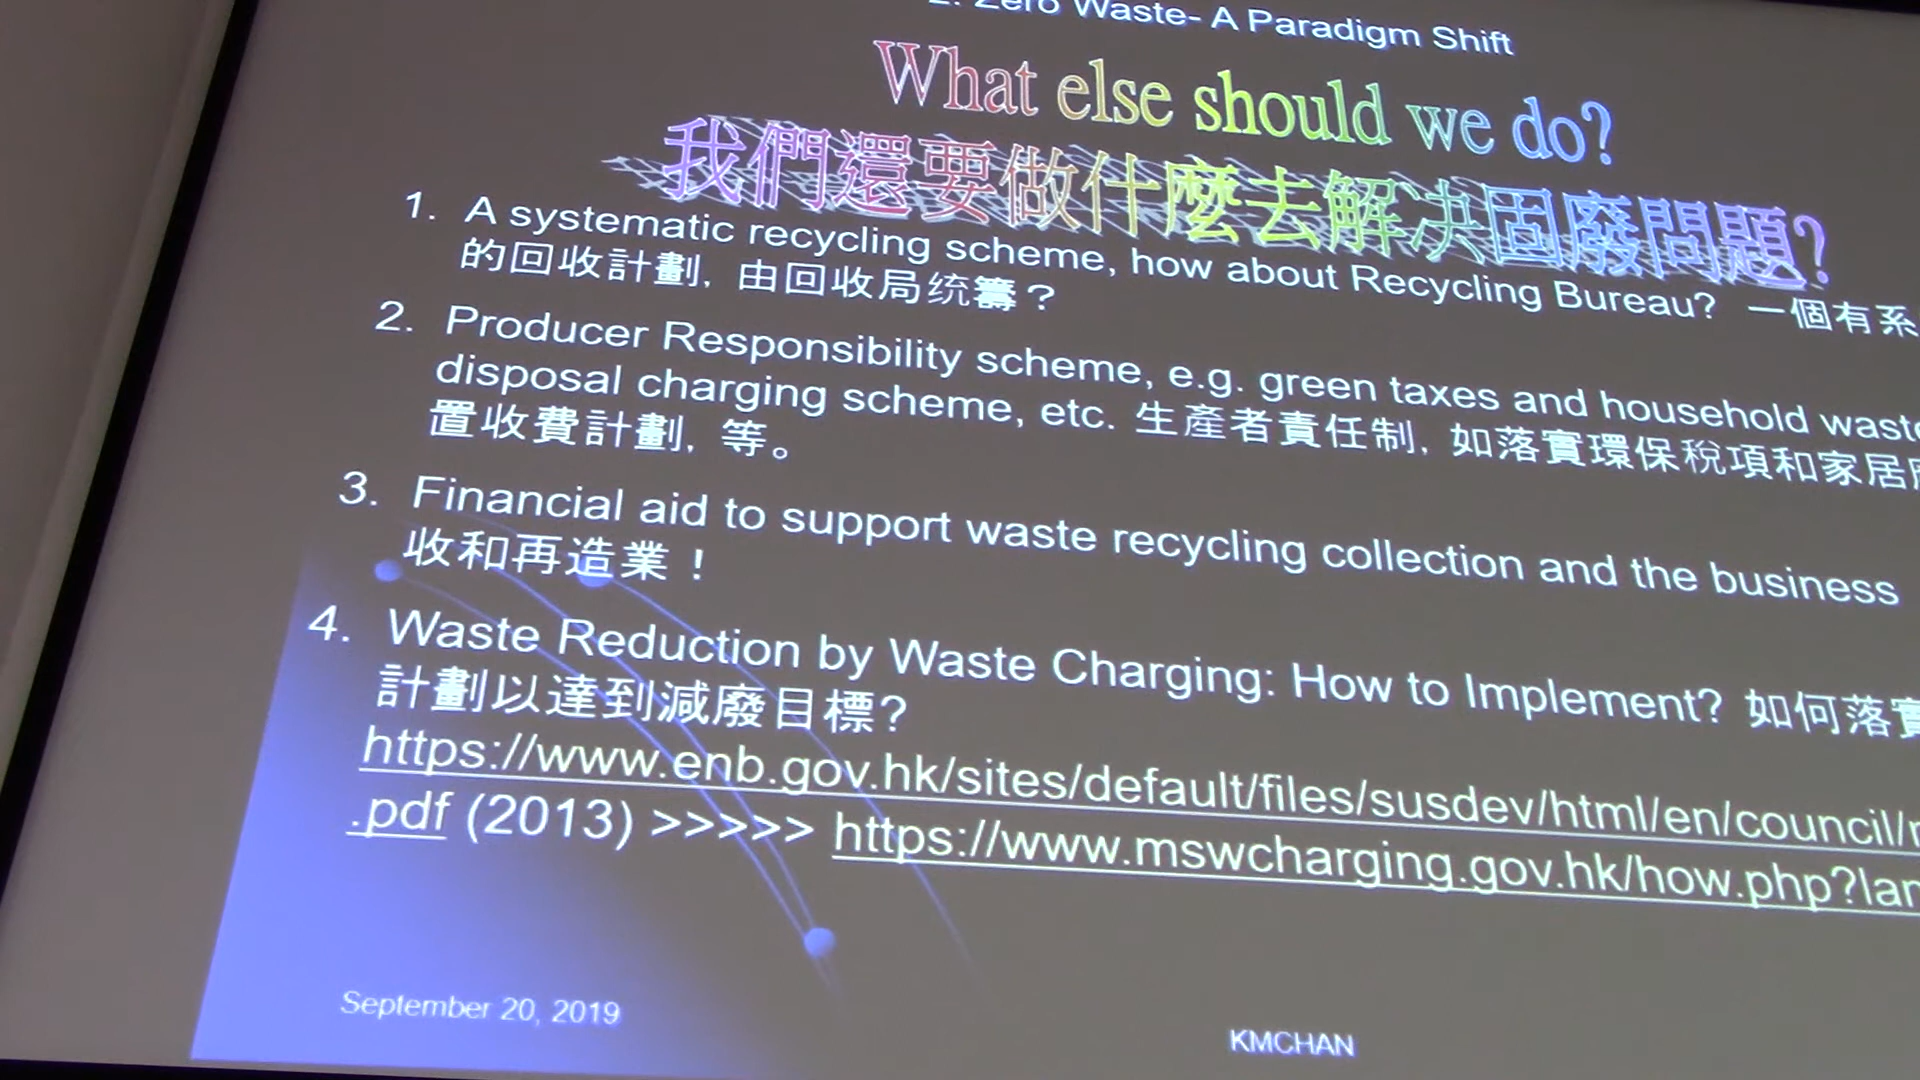 2. Zero Waste- A Paradigm Shift
What else should we do?
我們還要做什麼去解決固廢問題?
1. A systematic recycling scheme, how about Recycling Bureau? 一個有系
的回收計劃, 由回收局统籌？
2. Producer Responsibility scheme, e.g. green taxes and household waste
disposal charging scheme, etc. 生產者責任制, 如落實環保稅項和家居
置收費計劃, 等。
3. Financial aid to support waste recycling collection and the business
收和再造業！
4. Waste Reduction by Waste Charging: How to Implement? 如何落實
計劃以達到減廢目標?
https://www.enb.gov.hk/sites/default/files/susdev/html/en/council/
.pdf (2013) >>>>> https://www.mswcharging.gov.hk/how.php?lan
September 20, 2019
KMCHAN